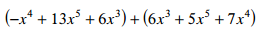 (−x⁴ + 13x⁵ + 6x³) + (6x³ + 5x⁵ + 7x⁴)